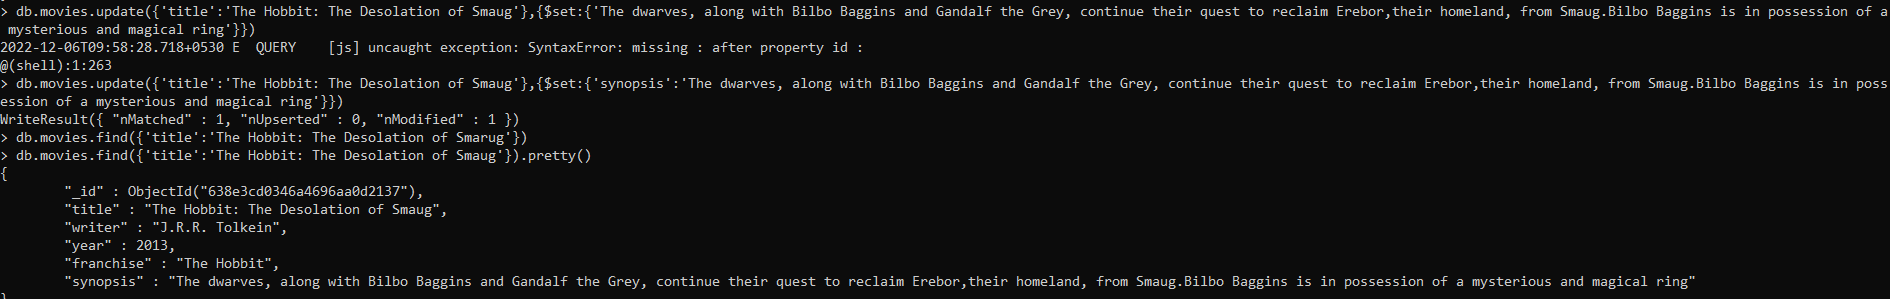 > db.movies.update({'title':'The Hobbit: The Desolation of Smaug'},{$set:{'The dwarves, along with Bilbo Baggins and Gandalf the Grey, continue their quest to reclaim Erebor,their homeland, from Smaug.Bilbo Baggins is in possession of a
 mysterious and magical ring'}})
2022-12-06T09:58:28.718+0530 E  QUERY    [js] uncaught exception: SyntaxError: missing : after property id :
@(shell):1:263
> db.movies.update({'title':'The Hobbit: The Desolation of Smaug'},{$set:{'synopsis':'The dwarves, along with Bilbo Baggins and Gandalf the Grey, continue their quest to reclaim Erebor,their homeland, from Smaug.Bilbo Baggins is in poss
ession of a mysterious and magical ring'}})
WriteResult({ "nMatched" : 1, "nUpserted" : 0, "nModified" : 1 })
> db.movies.find({'title':'The Hobbit: The Desolation of Smarug'})
> db.movies.find({'title':'The Hobbit: The Desolation of Smaug'}).pretty()
{
        "_id" : ObjectId("638e3cd0346a4696aa0d2137"),
        "title" : "The Hobbit: The Desolation of Smaug",
        "writer" : "J.R.R. Tolkein",
        "year" : 2013,
        "franchise" : "The Hobbit",
        "synopsis" : "The dwarves, along with Bilbo Baggins and Gandalf the Grey, continue their quest to reclaim Erebor,their homeland, from Smaug.Bilbo Baggins is in possession of a mysterious and magical ring"
}